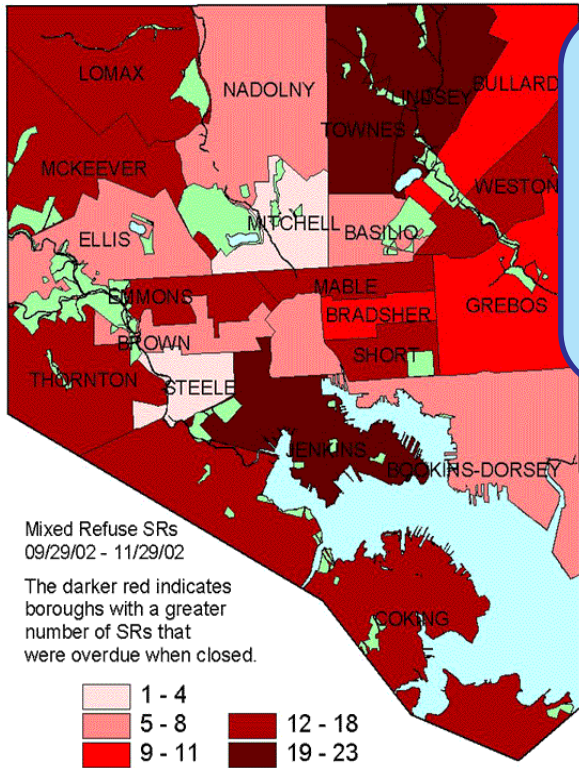 LOMAX
NADOLNY
BULLARD
LINDSEY
TOWNES
MCKEEVER
WESTON
MITCHELL
BASILIO
ELLIS
MABLE
EMMONS
GREBOS
BRADSHER
BROWN
SHORT
THORNTON
STEELE
JENKINS
BOOKINS-DORSEY
Mixed Refuse SRs
09/29/02 - 11/29/02
The darker red indicates
boroughs with a greater
number of SRs that
were overdue when closed.
COKING
1 - 4
5 - 8
12 - 18
9 - 11
19 - 23